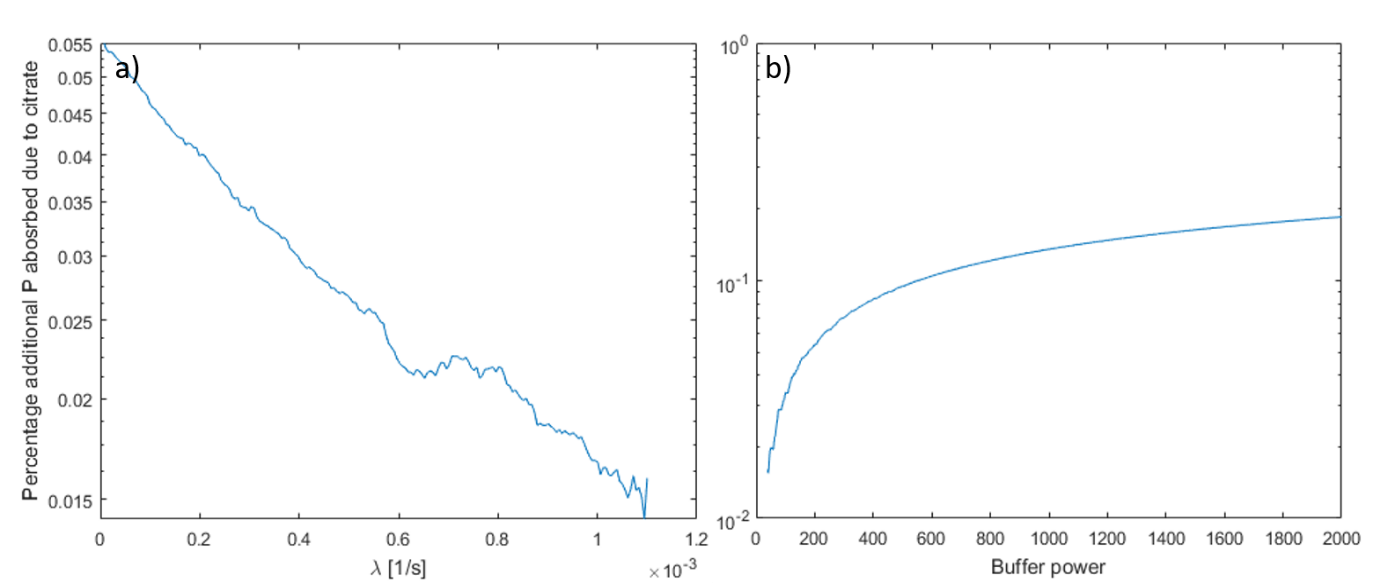 a)
Percentage additional P abosrbed due to citrate
0.055
0.05
0.045
0.04
0.035
0.03
0.025
0.02
0.015
0 0.2 0.4 0.6 0.8 1 1.2
λ [1/s]
×10⁻³
b)
10⁰
10⁻¹
10⁻²
0 200 400 600 800 1000 1200 1400 1600 1800 2000
Buffer power